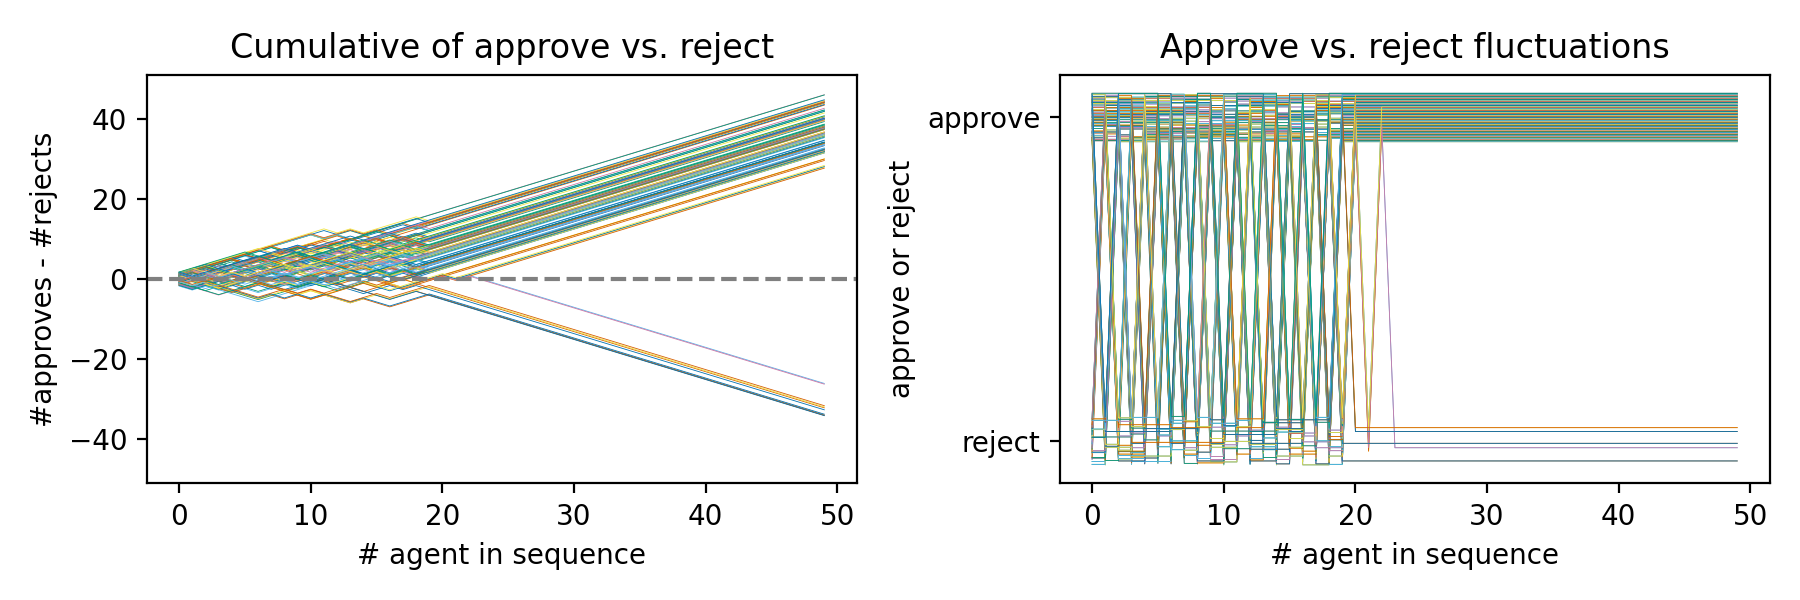 Cumulative of approve vs. reject
#approves - #rejects
40
20
0
−20
−40
0 10 20 30 40 50
# agent in sequence
Approve vs. reject fluctuations
approve or reject
approve
reject
0 10 20 30 40 50
# agent in sequence